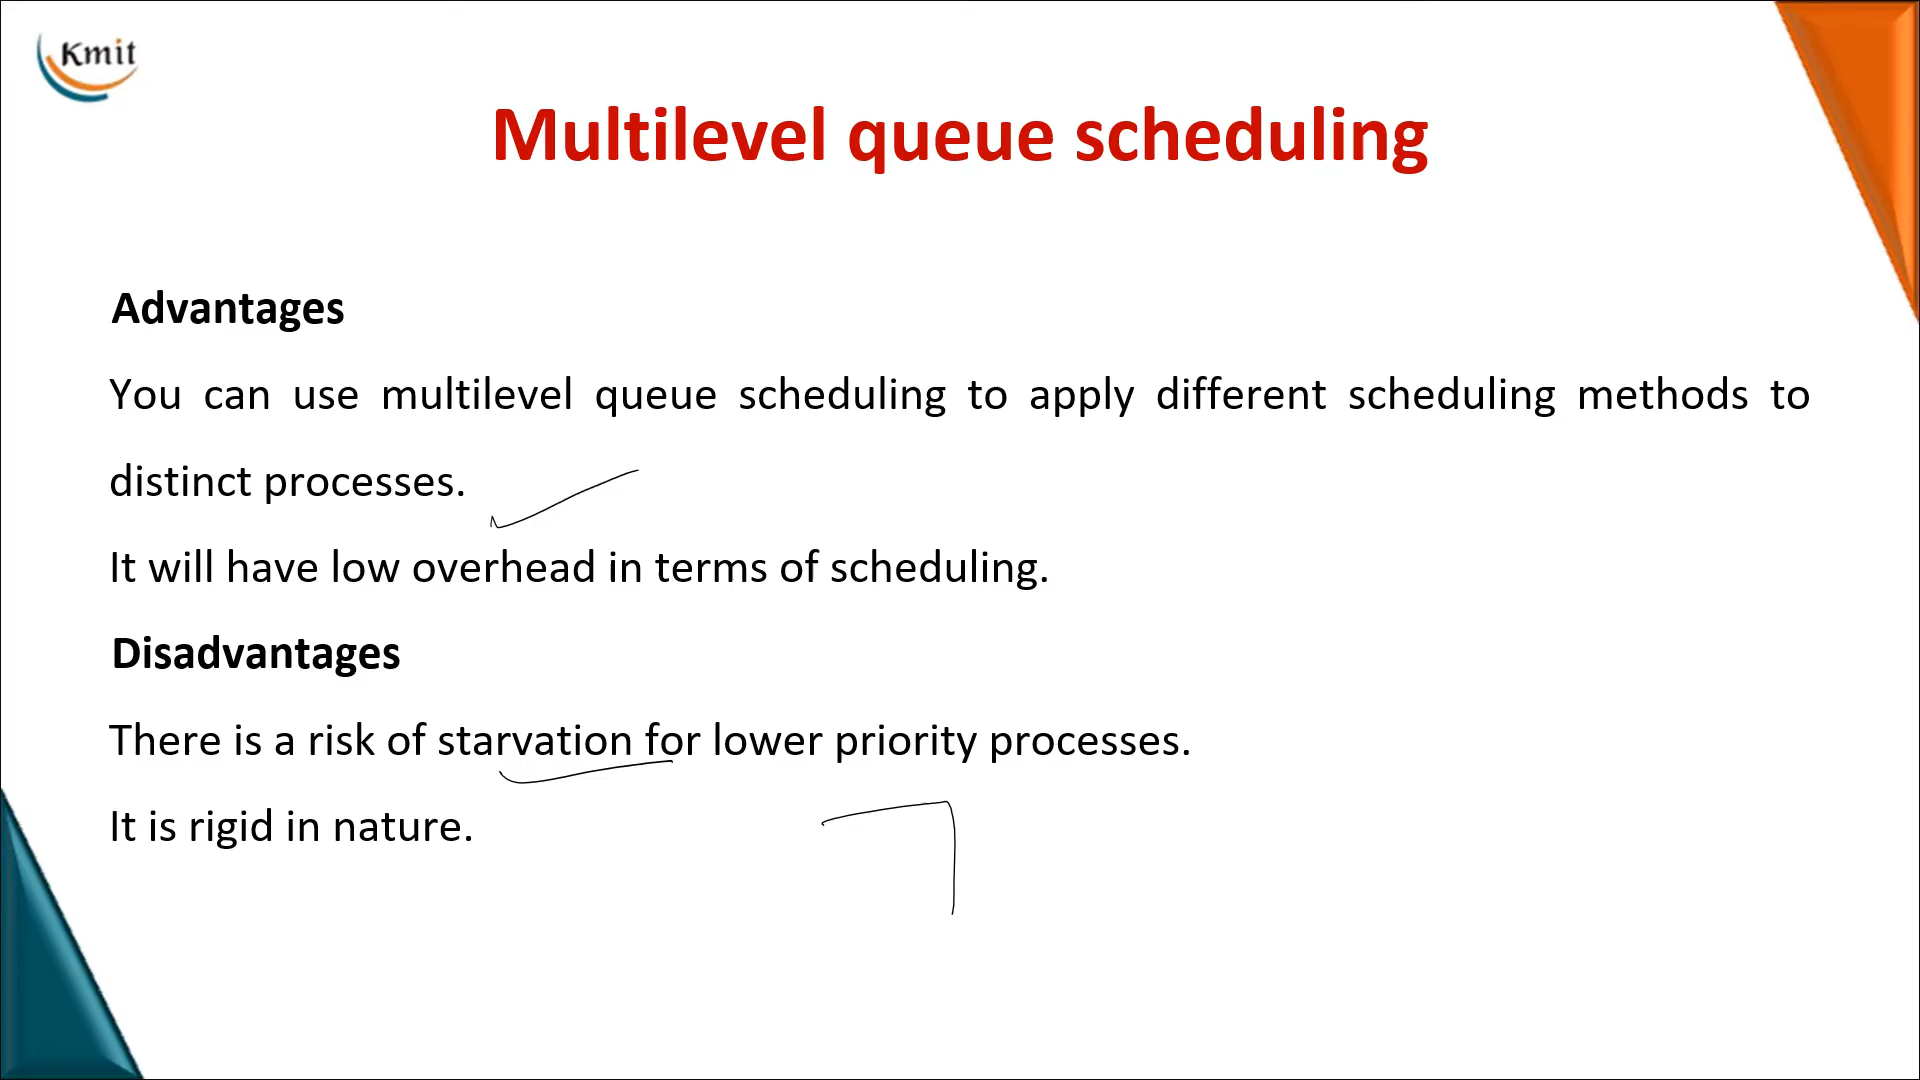 Kmit
Multilevel queue scheduling
Advantages
You can use multilevel queue scheduling to apply different scheduling methods to
distinct processes.
It will have low overhead in terms of scheduling.
Disadvantages
There is a risk of starvation for lower priority processes.
It is rigid in nature.